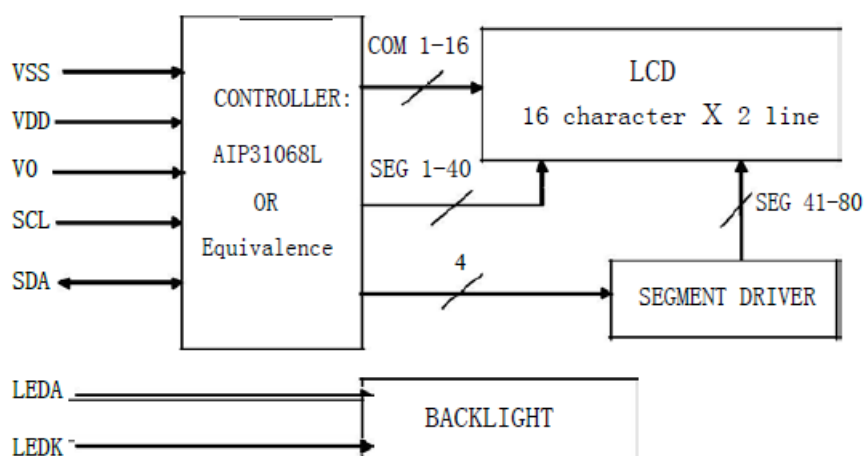 COM 1-16
LCD
VSS
CONTROLLER:
16 character X 2 line
VDD
AIP31068L
V0
SEG 1-40
OR
SEG 41-80
SCL
Equivalence
4
SDA
SEGMENT DRIVER
LEDA
BACKLIGHT
LEDK